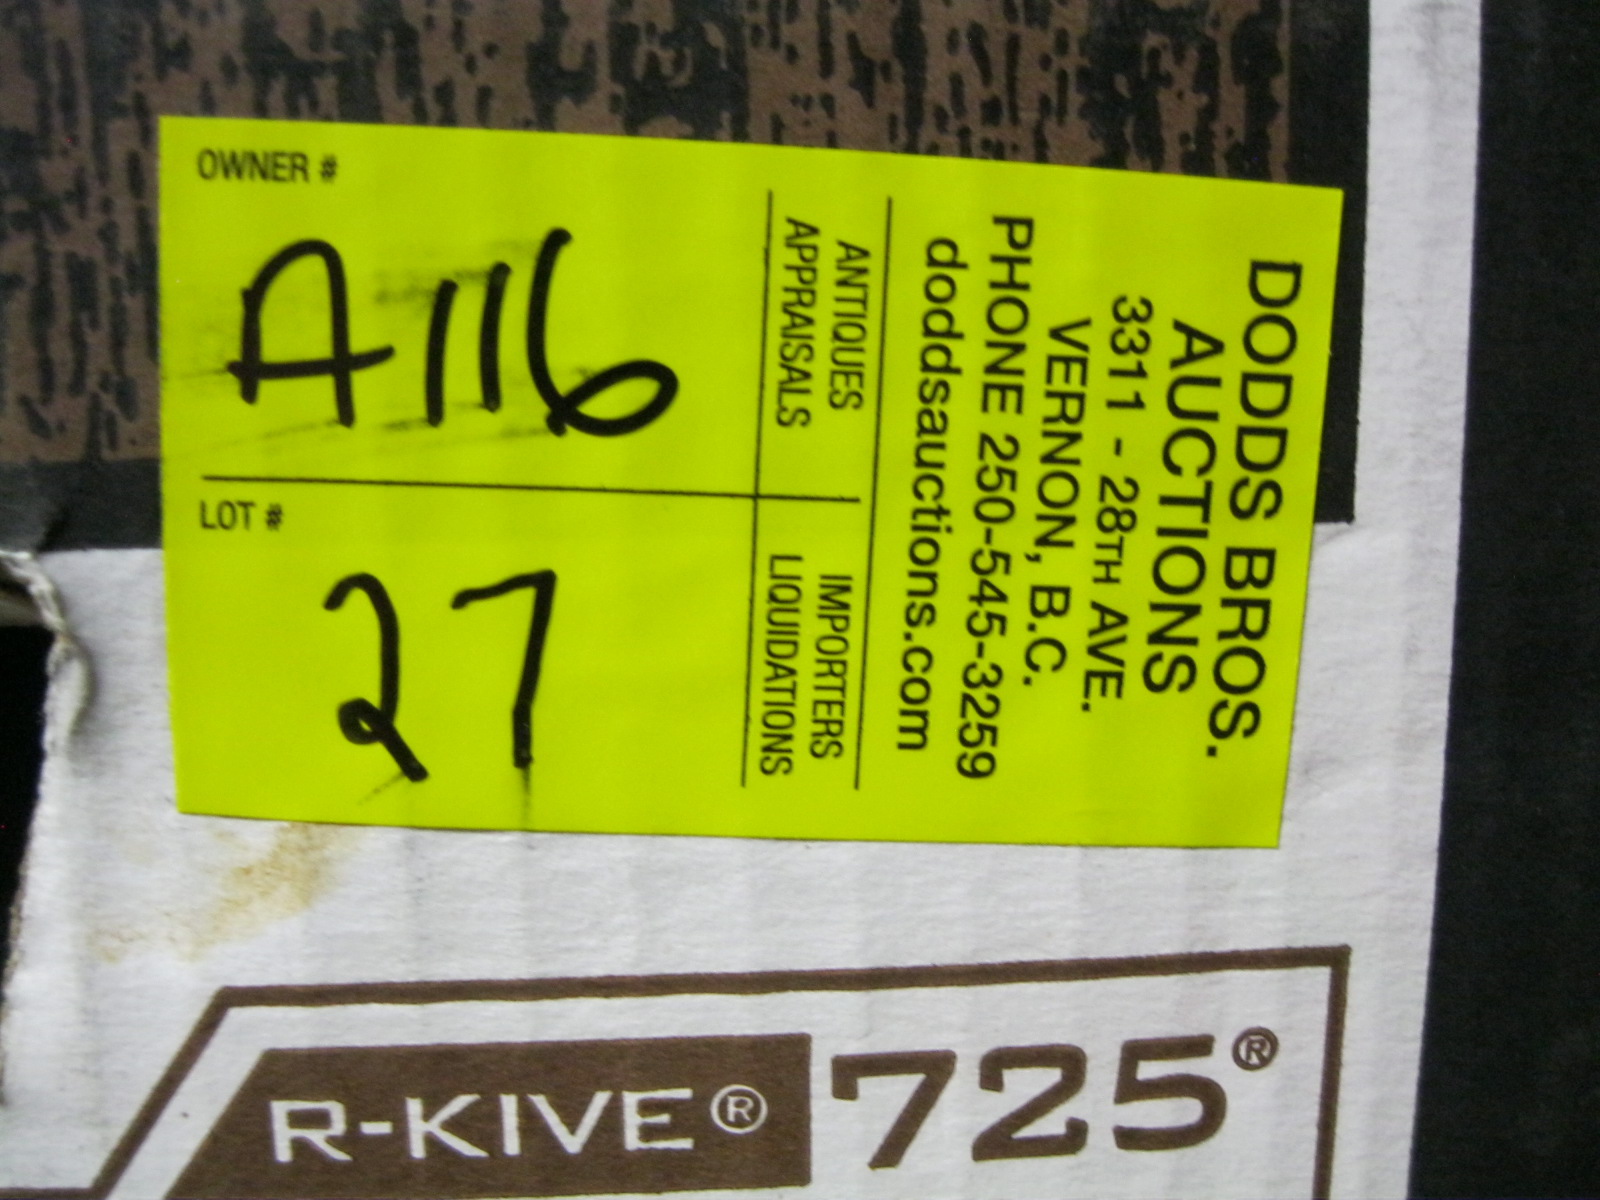 OWNER #
A116
LOT #
27
ANTIQUES
APPRAISALS
IMPORTERS
LIQUIDATIONS
DODDS BROS.
AUCTIONS
3311 - 28TH AVE.
VERNON, B.C.
PHONE 250-545-3259
doddsauctions.com
R-KIVE® 725®